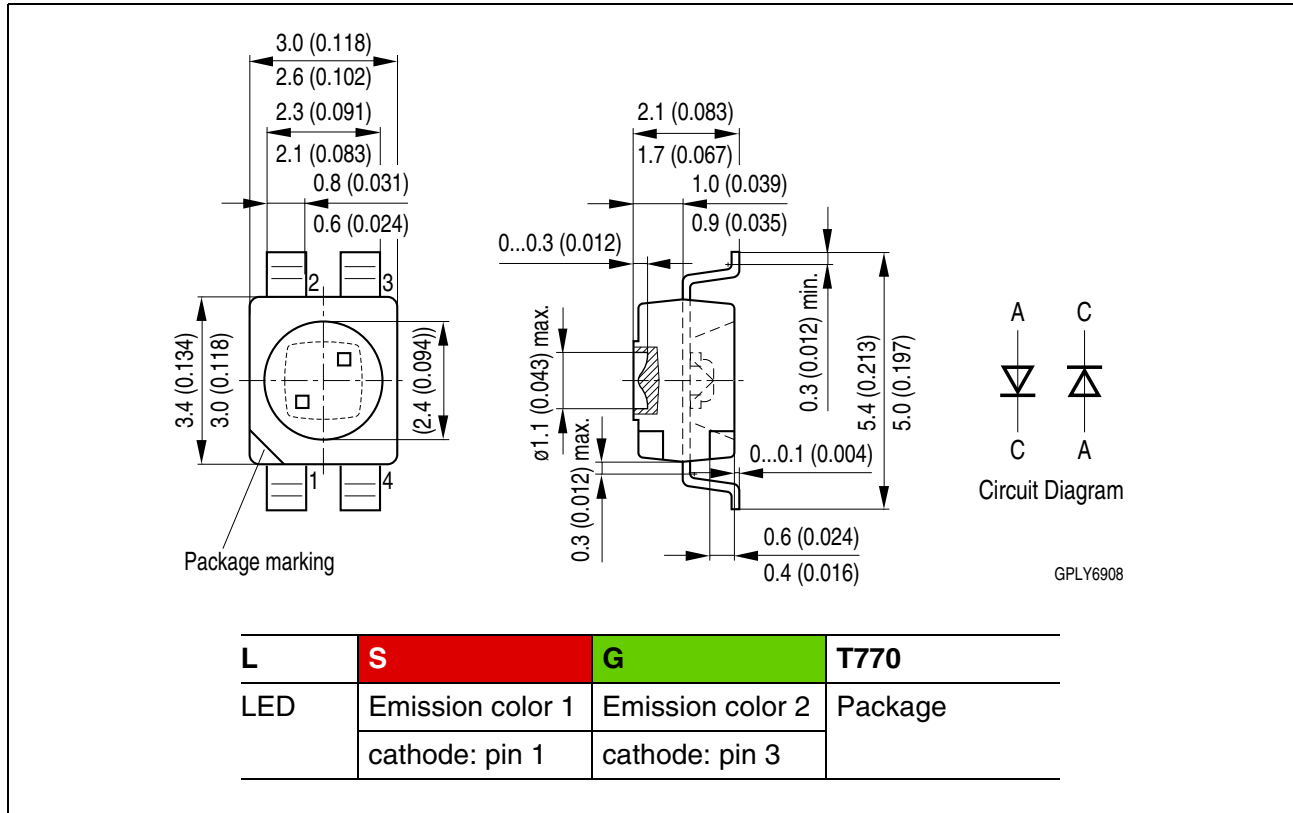 3.0 (0.118)
2.6 (0.102)
2.3 (0.091)
2.1 (0.083)
0.8 (0.031)
0.6 (0.024)
2
3
3.4 (0.134)
3.0 (0.118)
(2.4 (0.094))
1
4
Package marking
2.1 (0.083)
1.7 (0.067)
1.0 (0.039)
0.9 (0.035)
0...0.3 (0.012)
ø1.1 (0.043) max.
0.3 (0.012) max.
0.3 (0.012) min.
5.4 (0.213)
5.0 (0.197)
0...0.1 (0.004)
0.6 (0.024)
0.4 (0.016)
A C
C A
Circuit Diagram
GPLY6908
L S G T770
LED Emission color 1 Emission color 2 Package
cathode: pin 1 cathode: pin 3